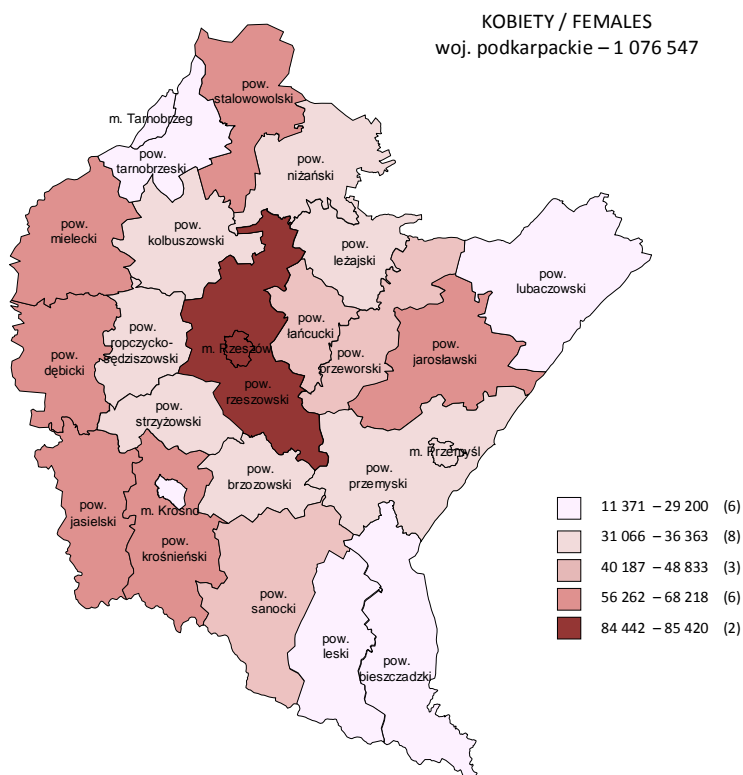 KOBIETY / FEMALES
woj. podkarpackie – 1 076 547
pow.
stalowowolski
m. Tarnobrzeg
pow.
tarnobrzeski
pow.
niżański
pow.
mielecki
pow.
kolbuszowski
pow.
leżajski
pow.
lubaczowski
pow.
ropczycko-
sędziszowski
pow.
łańcucki
m. Rzeszów
pow.
dębicki
pow.
przeworski
pow.
jarosławski
pow.
rzeszowski
pow.
strzyżowski
m. Przemyśl
pow.
brzozowski
pow.
przemyski
pow.
jasielski
m. Krosno
pow.
krośnieński
pow.
sanocki
pow.
leski
pow.
bieszczadzki
11 371 – 29 200 (6)
31 066 – 36 363 (8)
40 187 – 48 833 (3)
56 262 – 68 218 (6)
84 442 – 85 420 (2)